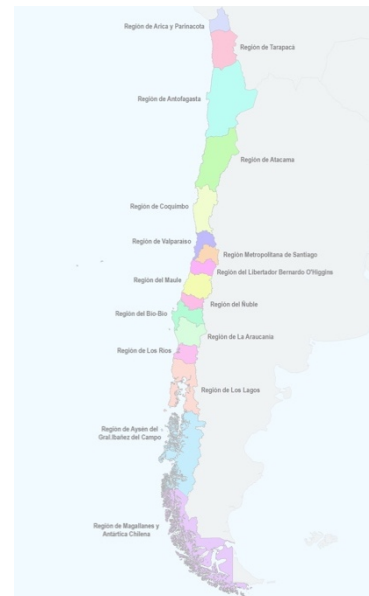 Región de Arica y Parinacota
Región de Tarapacá
Región de Antofagasta
Región de Atacama
Región de Coquimbo
Región de Valparaíso
Región Metropolitana de Santiago
Región del Libertador Bernardo O'Higgins
Región del Maule
Región del Ñuble
Región del Bío-Bío
Región de La Araucanía
Región de Los Ríos
Región de Los Lagos
Región de Aysén del
Gral.Ibañez del Campo
Región de Magallanes y
Antártica Chilena